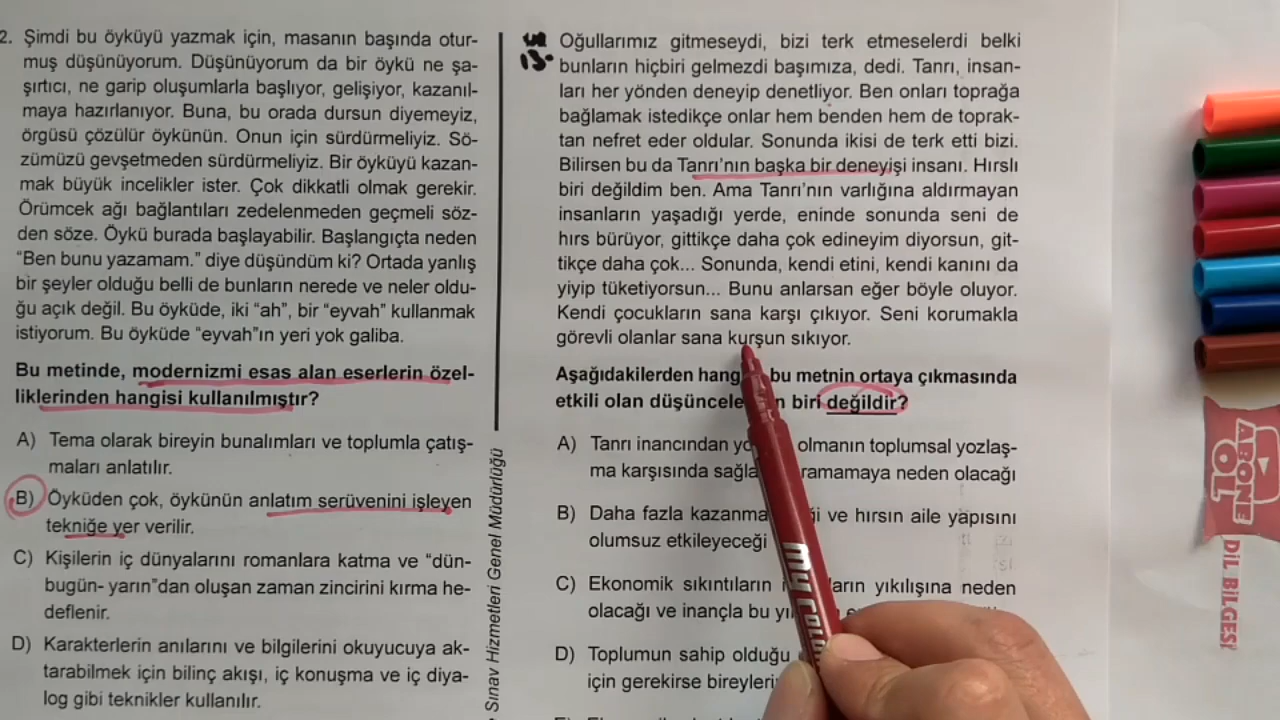 2. Şimdi bu öyküyü yazmak için, masanın başında otur-
muş düşünüyorum. Düşünüyorum da bir öykü ne şa-
şırtıcı, ne garip oluşumlarla başlıyor, gelişiyor, kazanıl-
maya hazırlanıyor. Buna, bu orada dursun diyemeyiz,
örgüsü çözülür öykünün. Onun için sürdürmeliyiz. Sö-
zümüzü gevşetmeden sürdürmeliyiz. Bir öyküyü kazan-
mak büyük incelikler ister. Çok dikkatli olmak gerekir.
Örümcek ağı bağlantıları zedelenmeden geçmeli söz-
den söze. Öykü burada başlayabilir. Başlangıçta neden
“Ben bunu yazamam.” diye düşündüm ki? Ortada yanlış
bir şeyler olduğu belli de bunların nerede ve neler oldu-
ğu açık değil. Bu öyküde, iki “ah”, bir “eyvah” kullanmak
istiyorum. Bu öyküde “eyvah”ın yeri yok galiba.
Bu metinde, modernizmi esas alan eserlerin özel-
liklerinden hangisi kullanılmıştır?
A) Tema olarak bireyin bunalımları ve toplumla çatış-
maları anlatılır.
B) Öyküden çok, öykünün anlatım serüvenini işleyen
tekniğe yer verilir.
C) Kişilerin iç dünyalarını romanlara katma ve “dün-
bugün- yarın”dan oluşan zaman zincirini kırma he-
deflenir.
D) Karakterlerin anılarını ve bilgilerini okuyucuya ak-
tarabilmek için bilinç akışı, iç konuşma ve iç diya-
log gibi teknikler kullanılır.
Sınav Hizmetleri Genel Müdürlüğü
13.
Oğullarımız gitmeseydi, bizi terk etmeselerdi belki
bunların hiçbiri gelmezdi başımıza, dedi. Tanrı, insan-
ları her yönden deneyip denetliyor. Ben onları toprağa
bağlamak istedikçe onlar hem benden hem de toprak-
tan nefret eder oldular. Sonunda ikisi de terk etti bizi.
Bilirsen bu da Tanrı’nın başka bir deneyişi insanı. Hırslı
biri değildim ben. Ama Tanrı’nın varlığına aldırmayan
insanların yaşadığı yerde, eninde sonunda seni de
hırs bürüyor, gittikçe daha çok edineyim diyorsun, git-
tikçe daha çok... Sonunda, kendi etini, kendi kanını da
yiyip tüketiyorsun... Bunu anlarsan eğer böyle oluyor.
Kendi çocukların sana karşı çıkıyor. Seni korumakla
görevli olanlar sana kurşun sıkıyor.
Aşağıdakilerden bu metnin ortaya çıkmasında
etkili olan biri değildir?
A) Tanrı inancından olmanın toplumsal yozlaş-
ma karşısında neden olacağı
B) Daha fazla ve hırsın aile yapısını
olumsuz etkileyeceği
C) Ekonomik sıkıntıların yıkılışına neden
olacağı ve inançla bu
D) Toplumun sahip olduğu
için gerekirse
ABONE
OL
DİL BİLGESİ
MY COLOR